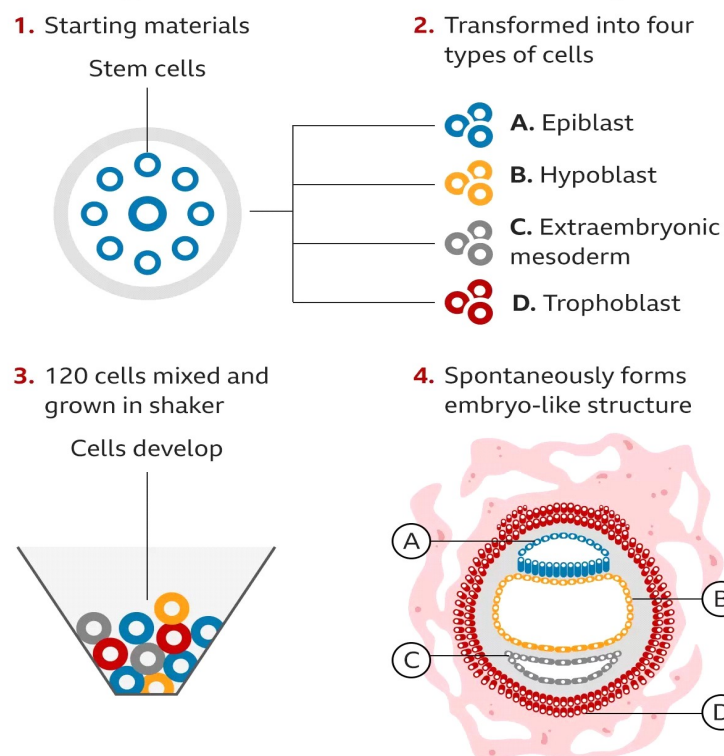 1. Starting materials
Stem cells
2. Transformed into four
types of cells
A. Epiblast
B. Hypoblast
C. Extraembryonic
mesoderm
D. Trophoblast
3. 120 cells mixed and
grown in shaker
Cells develop
4. Spontaneously forms
embryo-like structure
A
B
C
D